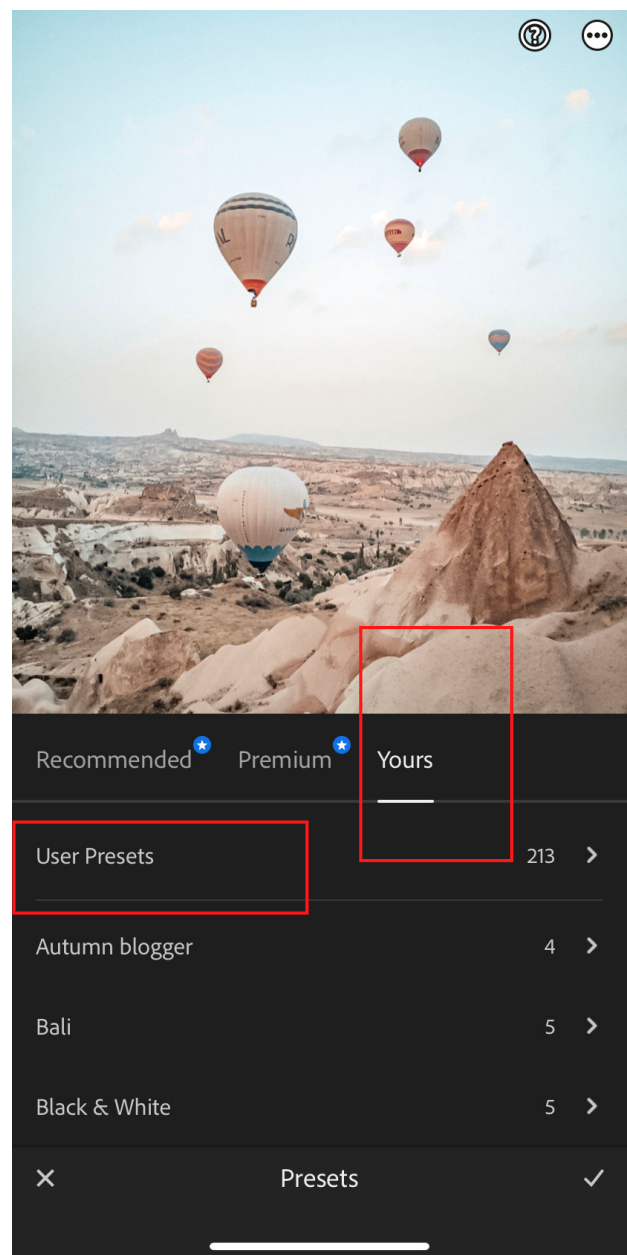 Recommended Premium Yours
User Presets 213
Autumn blogger 4
Bali 5
Black & White 5
Presets